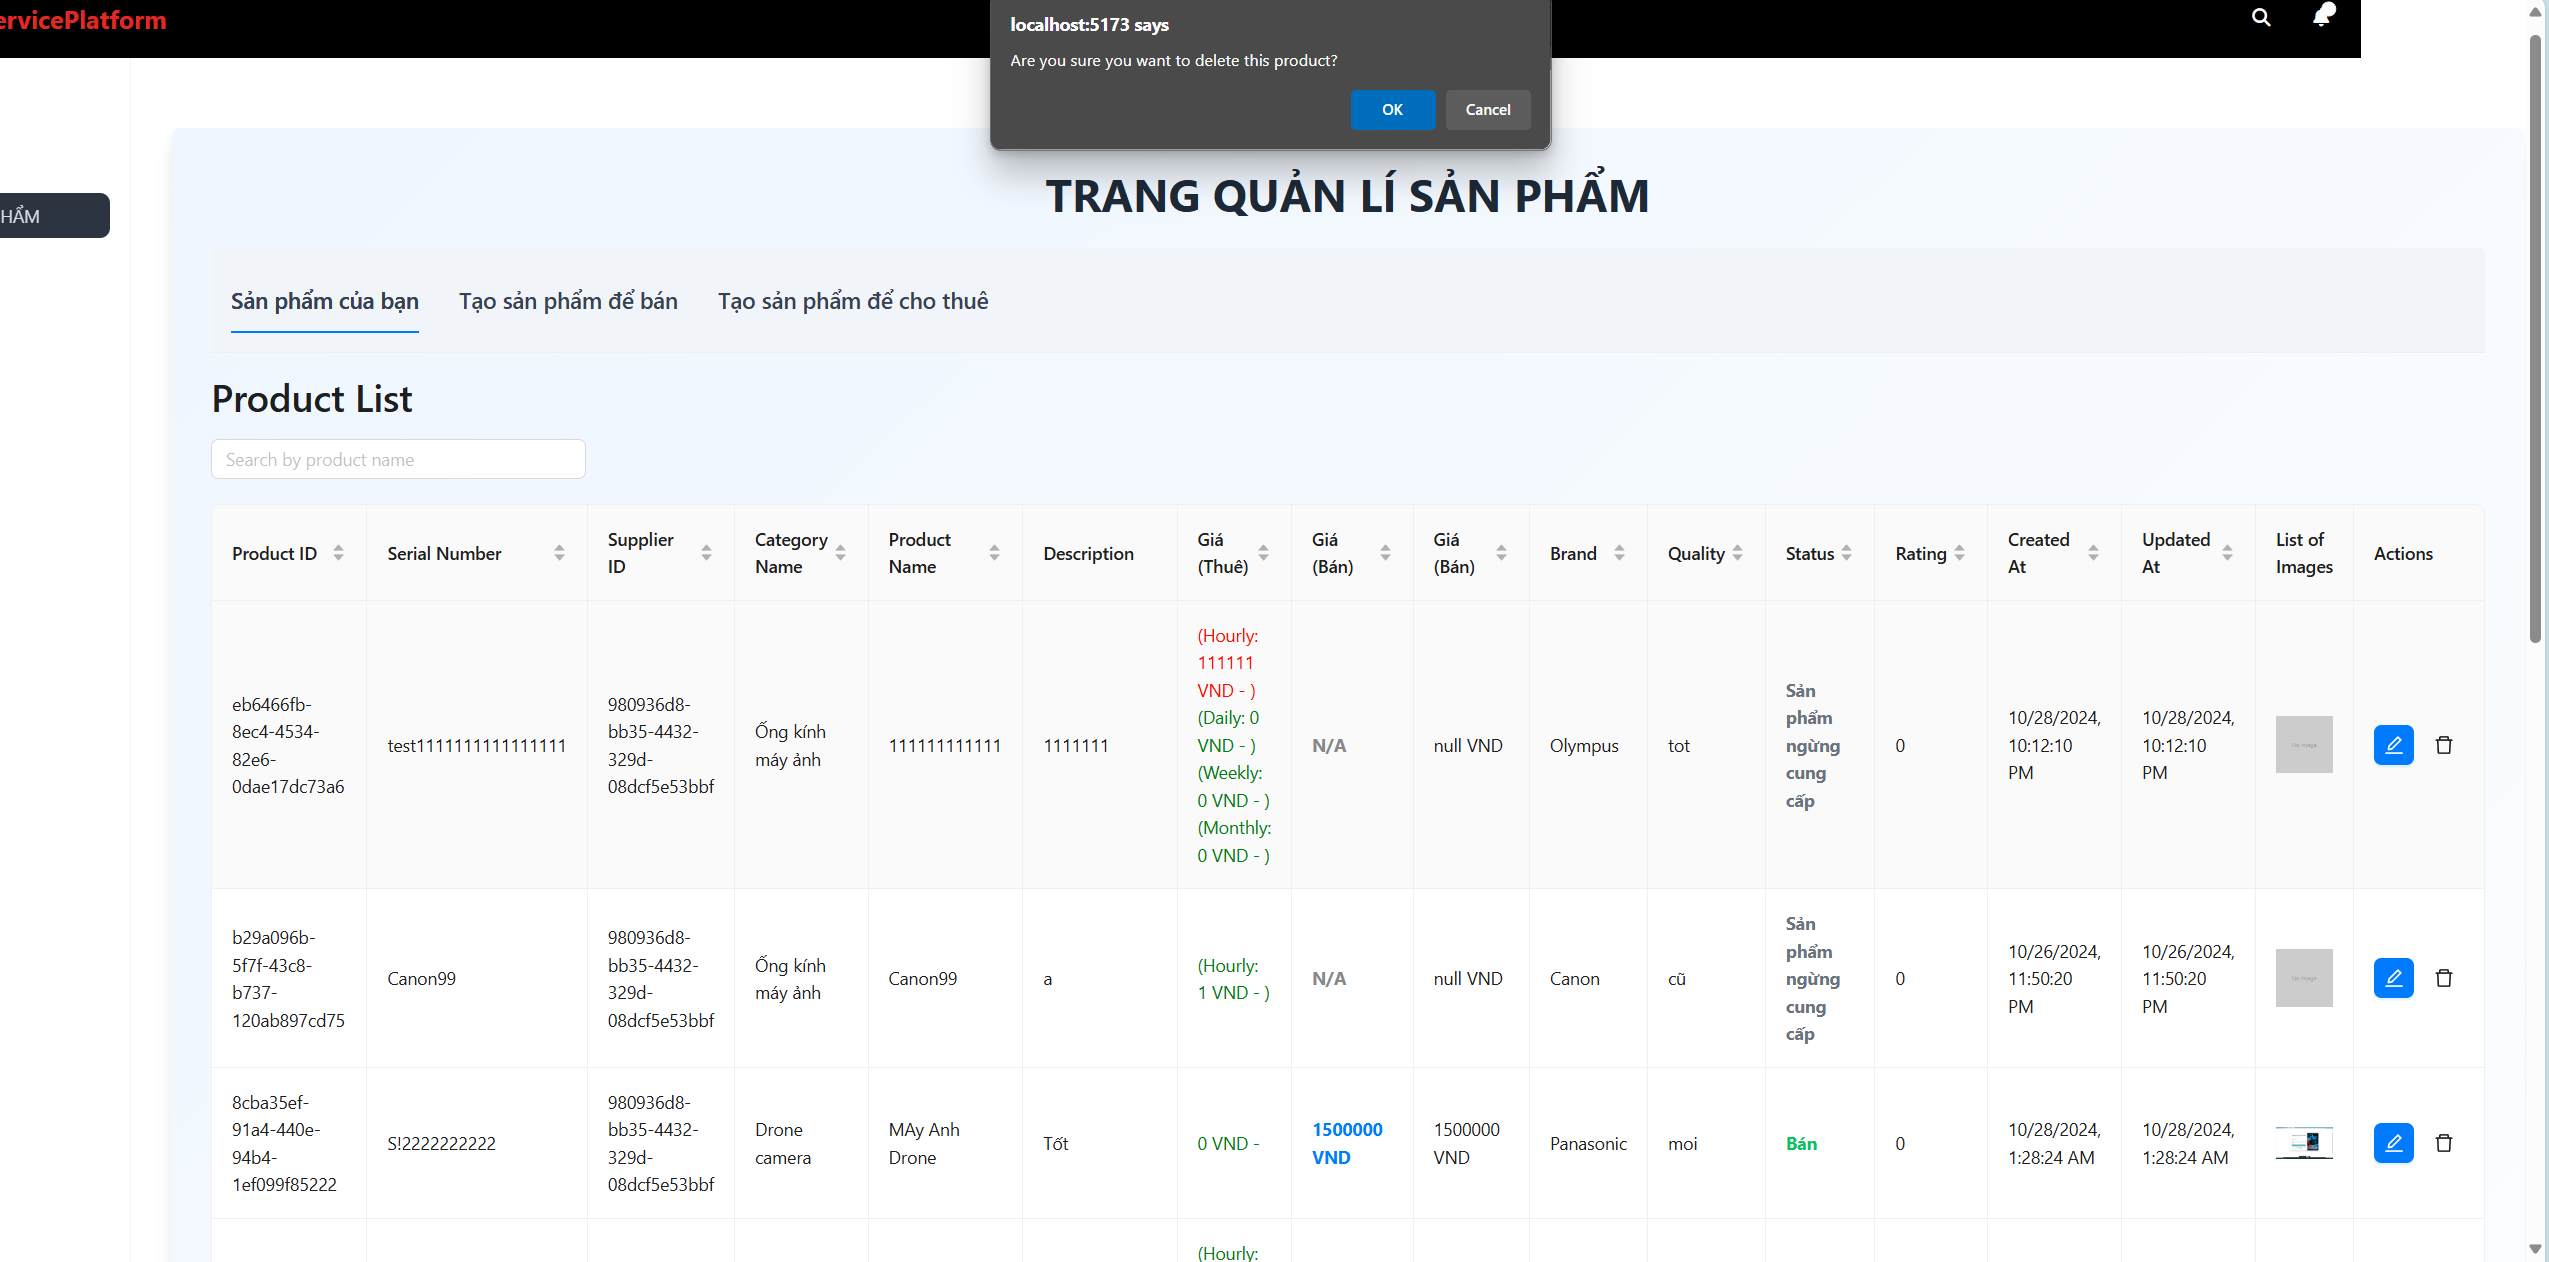 ervicePlatform
localhost:5173 says
Are you sure you want to delete this product?
OK
Cancel
HẨM
TRANG QUẢN LÍ SẢN PHẨM
Sản phẩm của bạn
Tạo sản phẩm để bán
Tạo sản phẩm để cho thuê
Product List
Search by product name
Product ID
Serial Number
Supplier
ID
Category
Name
Product
Name
Description
Giá
(Thuê)
Giá
(Bán)
Giá
(Bán)
Brand
Quality
Status
Rating
Created
At
Updated
At
List of
Images
Actions
eb6466fb-
8ec4-4534-
82e6-
0dae17dc73a6
test1111111111111111
980936d8-
bb35-4432-
329d-
08dcf5e53bbf
Ống kính
máy ảnh
111111111111
1111111
(Hourly:
111111
VND - )
(Daily: 0
VND - )
(Weekly:
0 VND - )
(Monthly:
0 VND - )
N/A
null VND
Olympus
tot
Sản
phẩm
ngừng
cung
cấp
0
10/28/2024,
10:12:10
PM
10/28/2024,
10:12:10
PM
No Image
b29a096b-
5f7f-43c8-
b737-
120ab897cd75
Canon99
980936d8-
bb35-4432-
329d-
08dcf5e53bbf
Ống kính
máy ảnh
Canon99
a
(Hourly:
1 VND - )
N/A
null VND
Canon
cũ
Sản
phẩm
ngừng
cung
cấp
0
10/26/2024,
11:50:20
PM
10/26/2024,
11:50:20
PM
No Image
8cba35ef-
91a4-440e-
94b4-
1ef099f85222
S!2222222222
980936d8-
bb35-4432-
329d-
08dcf5e53bbf
Drone
camera
MAy Anh
Drone
Tốt
0 VND -
1500000
VND
1500000
VND
Panasonic
moi
Bán
0
10/28/2024,
1:28:24 AM
10/28/2024,
1:28:24 AM
(Hourly: